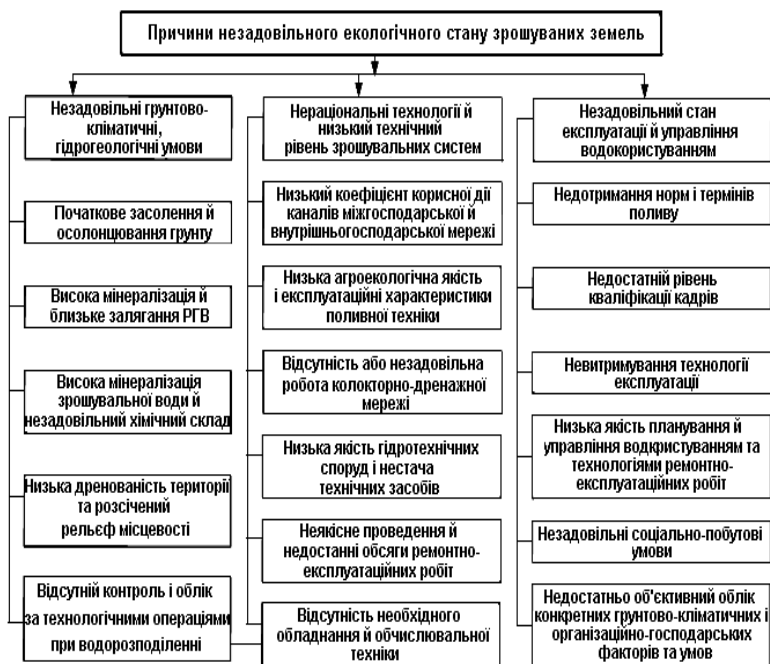 Причини незадовільного екологічного стану зрошуваних земель
Незадовільні грунтово-
кліматичні,
гідрогеологічні умови
Початкове засолення й
осолонцювання грунту
Висока мінералізація й
близьке залягання РГВ
Висока мінералізація
зрошувальної води й
незадовільний хімічний склад
Низька дренованість території
та розсічений
рельєф місцевості
Відсутній контроль і облік
за технологічними операціями
при водорозподіленні
Нераціональні технології й
низький технічний
рівень зрошувальних систем
Низький коефіцієнт корисної дії
каналів міжгосподарської й
внутрішньогосподарської мережі
Низька агроекологічна якість
і експлуатаційні характеристики
поливної техніки
Відсутність або незадовільна
робота колокторно-дренажної
мережі
Низька якість гідротехнічних
споруд і нестача
технічних засобів
Неякісне проведення й
недостанні обсяги ремонтно-
експлуатаційних робіт
Відсутність необхідного
обладнання й обчислювальної
техніки
Незадовільний стан
експлуатації й управління
водокористуванням
Недотримання норм і термінів
поливу
Недостатній рівень
кваліфікації кадрів
Невитримування технології
експлуатації
Низька якість планування й
управління водкристуванням та
технологіями ремонтно-
експлуатаційних робіт
Незадовільні соціально-побутові
умови
Недостатньо об'єктивний облік
конкретних грунтово-кліматичних і
організаційно-господарських
факторів та умов